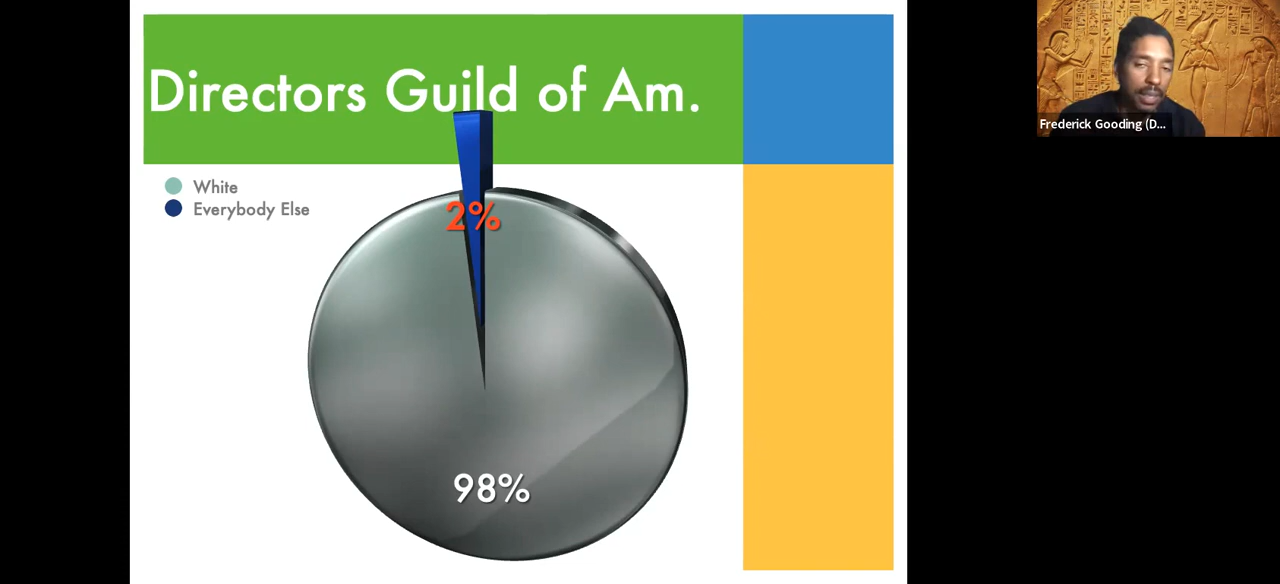 Directors Guild of Am.
White
Everybody Else
2%
98%
Frederick Gooding (D...